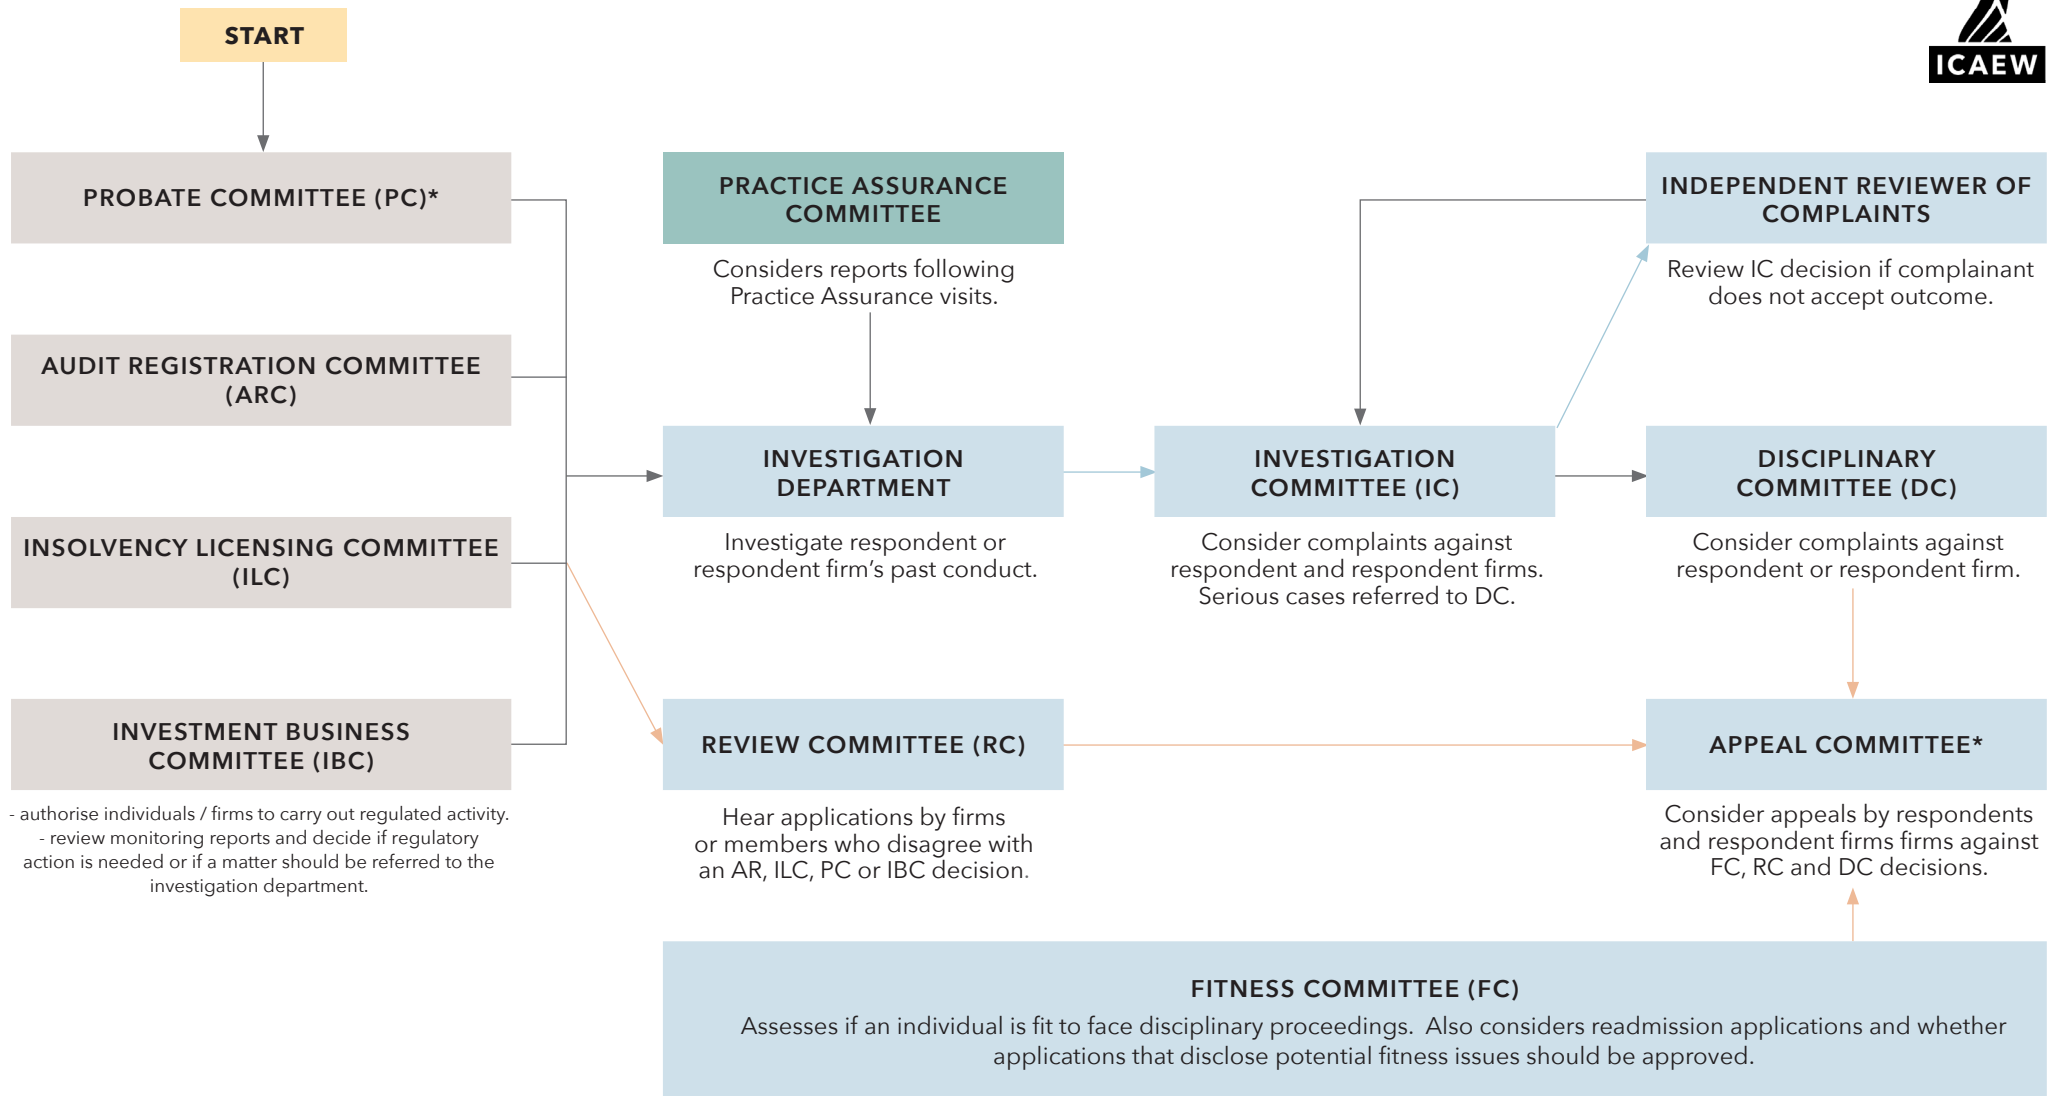 START
ICAEW
PROBATE COMMITTEE (PC)*
PRACTICE ASSURANCE
COMMITTEE
Considers reports following
Practice Assurance visits.
INDEPENDENT REVIEWER OF
COMPLAINTS
Review IC decision if complainant
does not accept outcome.
AUDIT REGISTRATION COMMITTEE
(ARC)
INVESTIGATION
DEPARTMENT
Investigate respondent or
respondent firm's past conduct.
INVESTIGATION
COMMITTEE (IC)
Consider complaints against
respondent and respondent firms.
Serious cases referred to DC.
DISCIPLINARY
COMMITTEE (DC)
Consider complaints against
respondent or respondent firm.
INSOLVENCY LICENSING COMMITTEE
(ILC)
INVESTMENT BUSINESS
COMMITTEE (IBC)
- authorise individuals / firms to carry out regulated activity.
- review monitoring reports and decide if regulatory
action is needed or if a matter should be referred to the
investigation department.
REVIEW COMMITTEE (RC)
Hear applications by firms
or members who disagree with
an AR, ILC, PC or IBC decision.
APPEAL COMMITTEE*
Consider appeals by respondents
and respondent firms firms against
FC, RC and DC decisions.
FITNESS COMMITTEE (FC)
Assesses if an individual is fit to face disciplinary proceedings. Also considers readmission applications and whether
applications that disclose potential fitness issues should be approved.